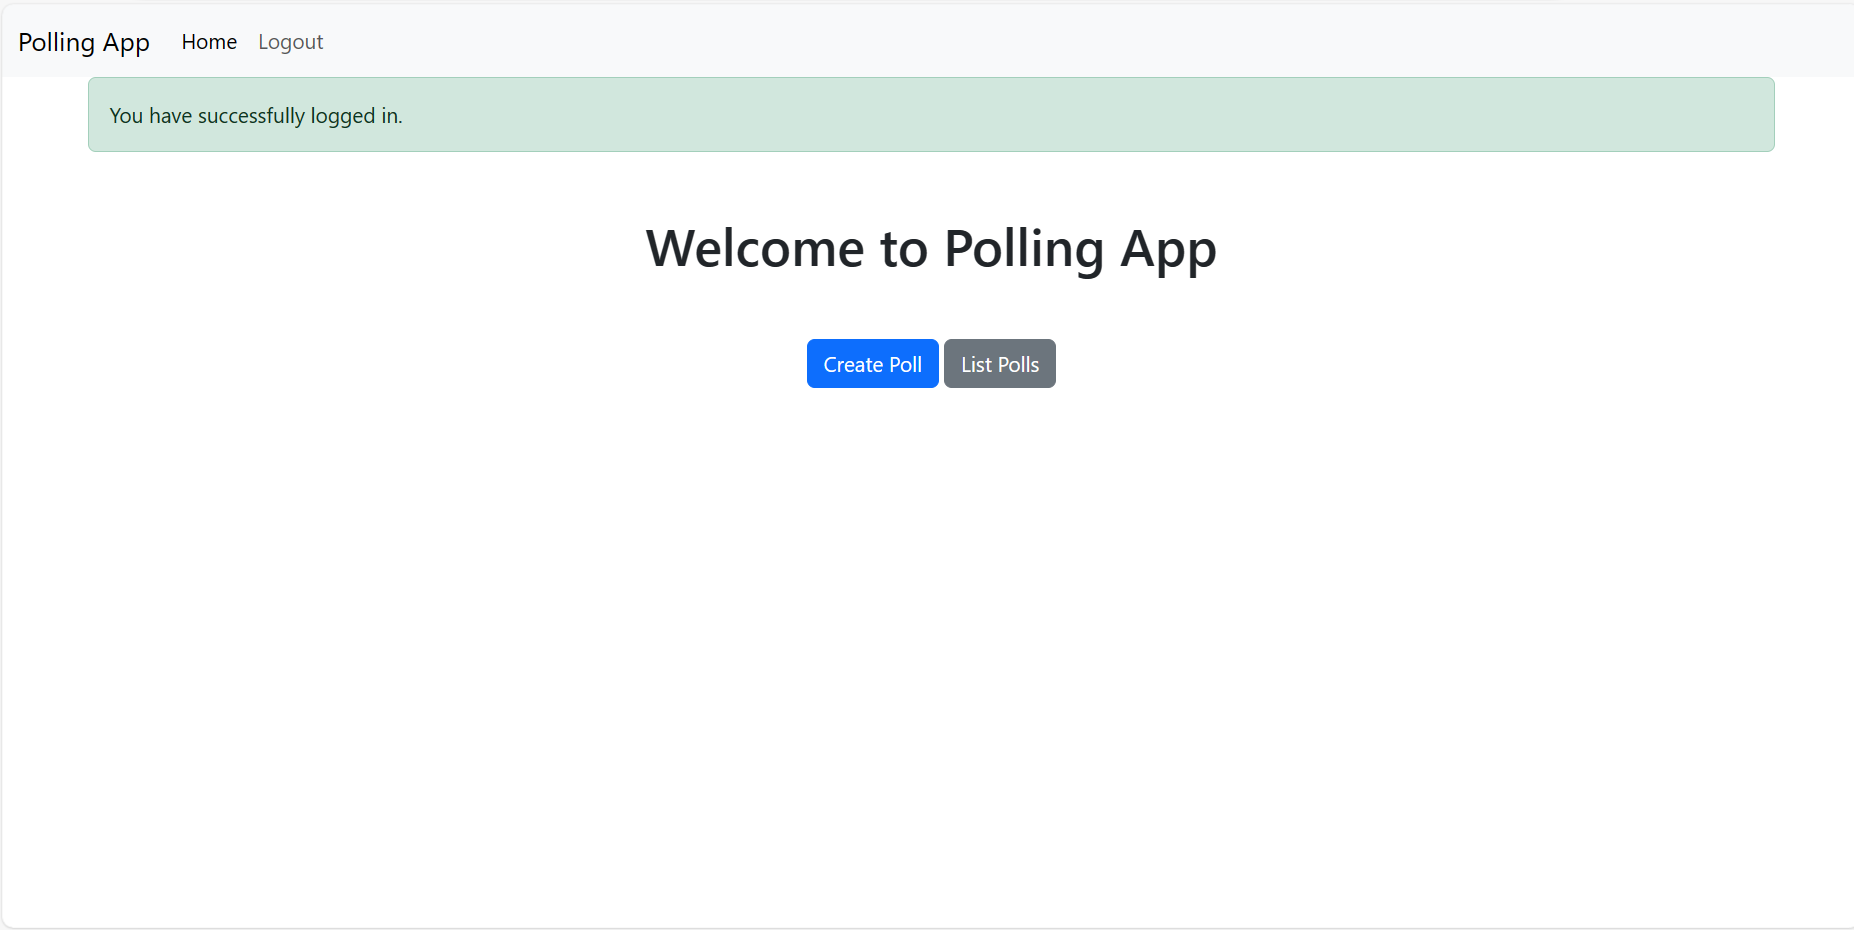 Polling App Home Logout
You have successfully logged in.
Welcome to Polling App
Create Poll List Polls